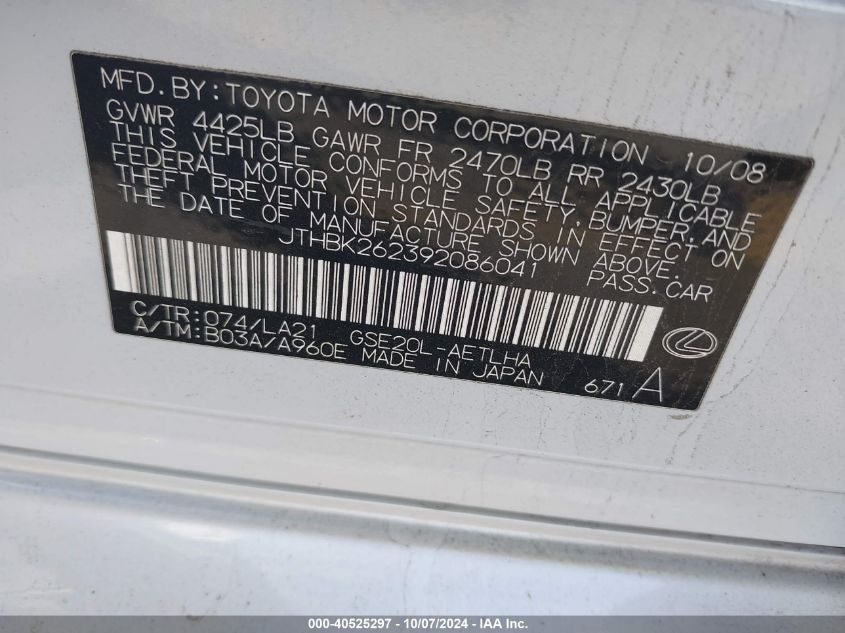 MFD. BY: TOYOTA MOTOR CORPORATION 10/08
GVWR 4425LB GAWR FR 2470LB RR 2430LB
THIS VEHICLE CONFORMS TO ALL APPLICABLE
FEDERAL MOTOR VEHICLE SAFETY, BUMPER, AND
THEFT PREVENTION STANDARDS IN EFFECT ON
THE DATE OF MANUFACTURE SHOWN ABOVE.
JTHBK262392086041 PASS. CAR
C/TR: 074/LA21 GSE20L-AETLHA
A/TM: B03A/A960E MADE IN JAPAN 671 A
000-40525297 - 10/07/2024 - IAA Inc.